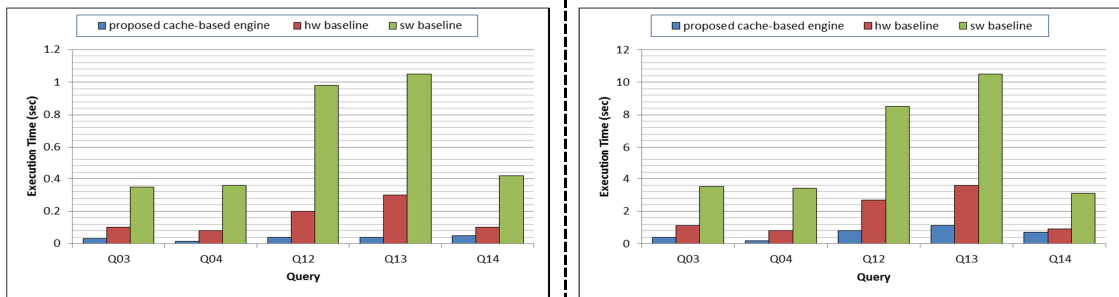 proposed cache-based engine hw baseline sw baseline
1.2
1
0.8
0.6
0.4
0.2
0
Execution Time (sec)
Q03 Q04 Q12 Q13 Q14
Query
proposed cache-based engine hw baseline sw baseline
12
10
8
6
4
2
0
Execution Time (sec)
Q03 Q04 Q12 Q13 Q14
Query